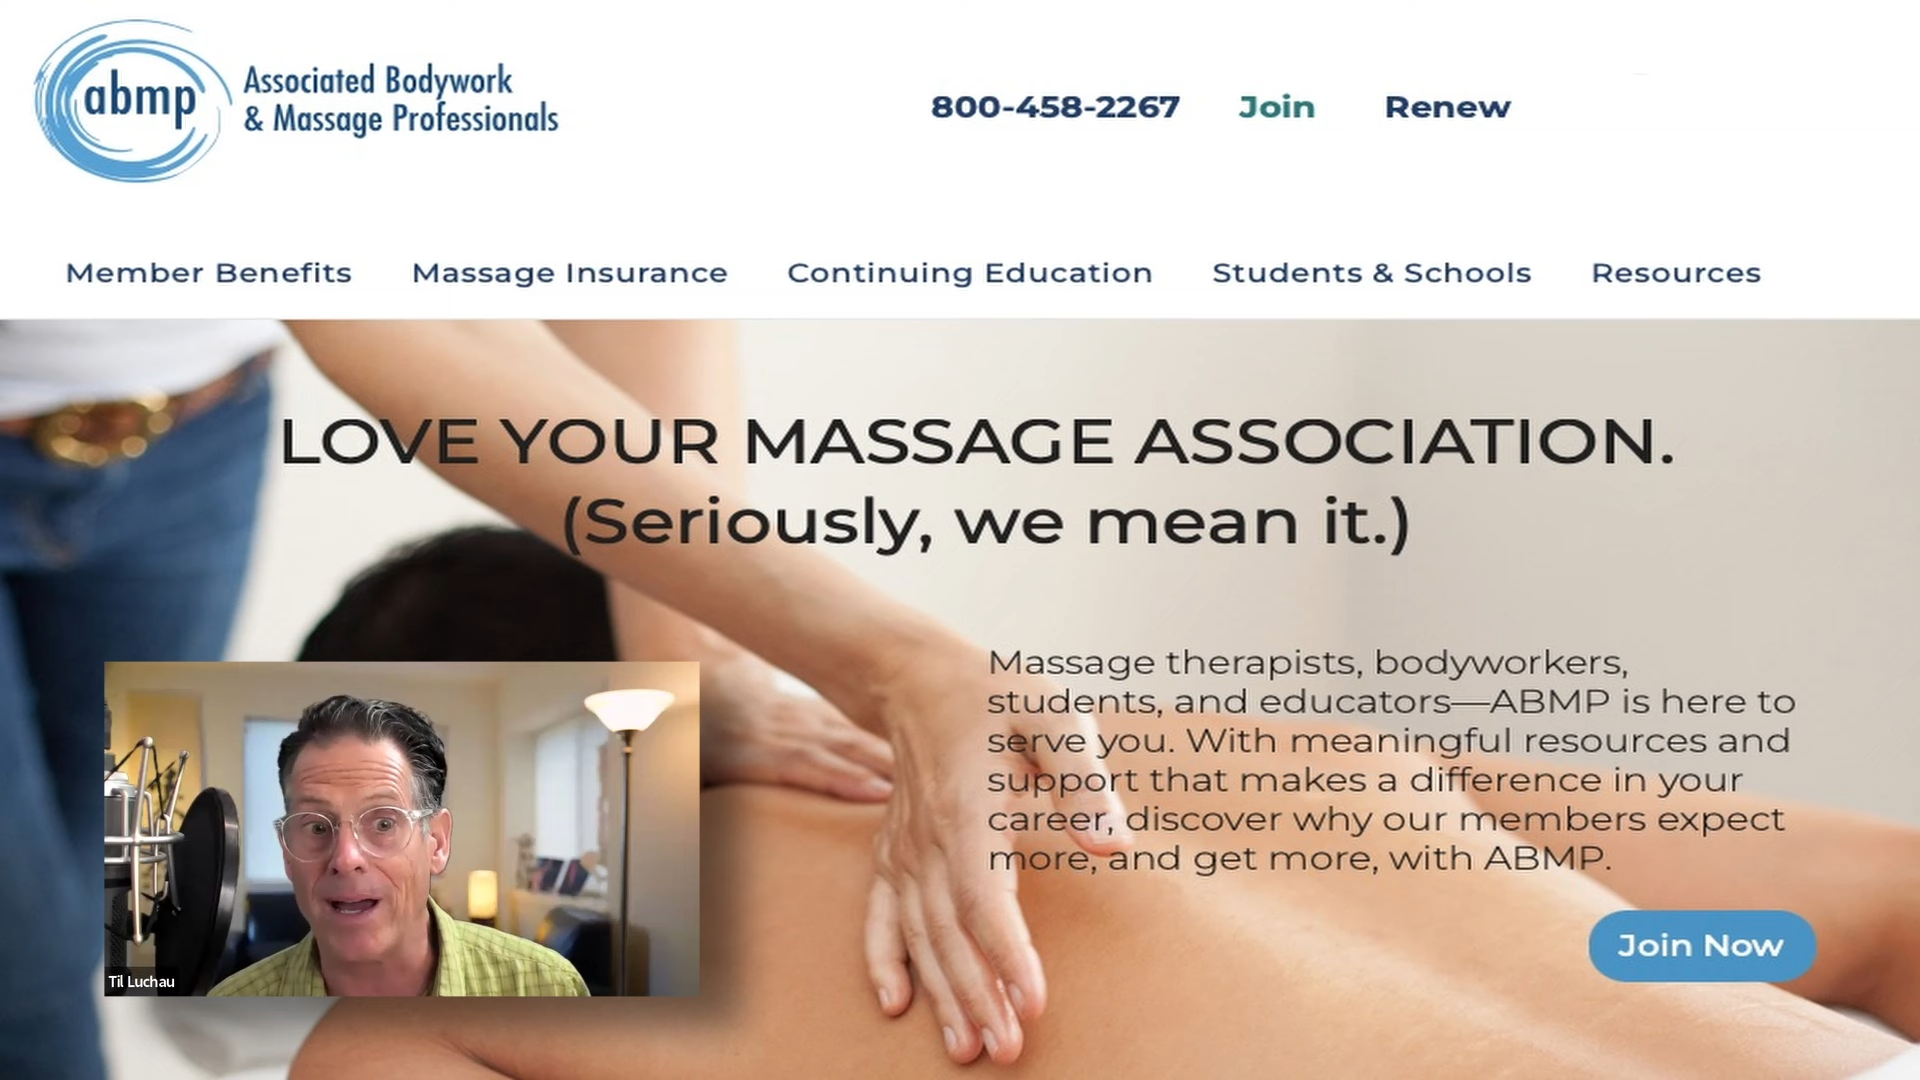 abmp
Associated Bodywork
& Massage Professionals
800-458-2267
Join
Renew
Member Benefits
Massage Insurance
Continuing Education
Students & Schools
Resources
LOVE YOUR MASSAGE ASSOCIATION.
(Seriously, we mean it.)
Massage therapists, bodyworkers,
students, and educators—ABMP is here to
serve you. With meaningful resources and
support that makes a difference in your
career, discover why our members expect
more, and get more, with ABMP.
Join Now
Til Luchau